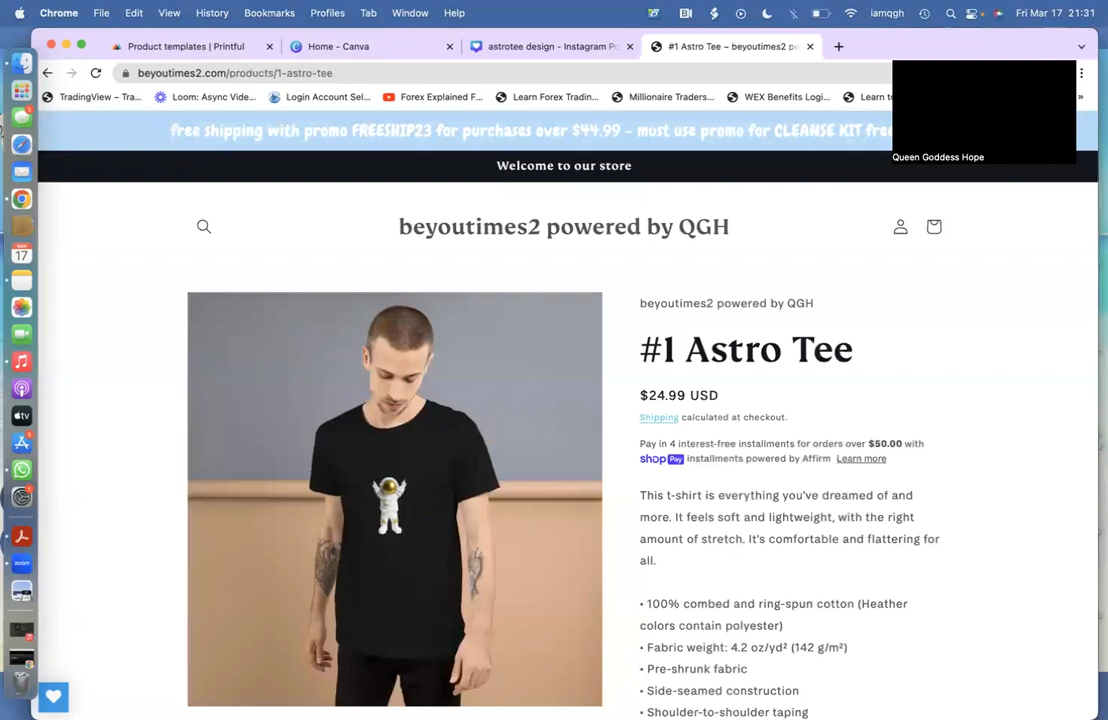 Chrome File Edit View History Bookmarks Profiles Tab Window Help iamqgh Fri Mar 17 21:31
Product templates | Printful
Home - Canva
astrotee design - Instagram Po
#1 Astro Tee – beyoutimes2 po
beyoutimes2.com/products/1-astro-tee
TradingView – Tra...
Loom: Async Vide...
Login Account Sel...
Forex Explained F...
Learn Forex Tradin...
Millionaire Traders...
WEX Benefits Logi...
Learn to
»
free shipping with promo FREESHIP23 for purchases over $44.99 - must use promo for CLEANSE KIT free
Queen Goddess Hope
Welcome to our store
beyoutimes2 powered by QGH
beyoutimes2 powered by QGH
#1 Astro Tee
$24.99 USD
Shipping calculated at checkout.
Pay in 4 interest-free installments for orders over $50.00 with
shop Pay installments powered by Affirm Learn more
This t-shirt is everything you've dreamed of and
more. It feels soft and lightweight, with the right
amount of stretch. It's comfortable and flattering for
all.
• 100% combed and ring-spun cotton (Heather
colors contain polyester)
• Fabric weight: 4.2 oz/yd² (142 g/m²)
• Pre-shrunk fabric
• Side-seamed construction
• Shoulder-to-shoulder taping
17
tv
zoom